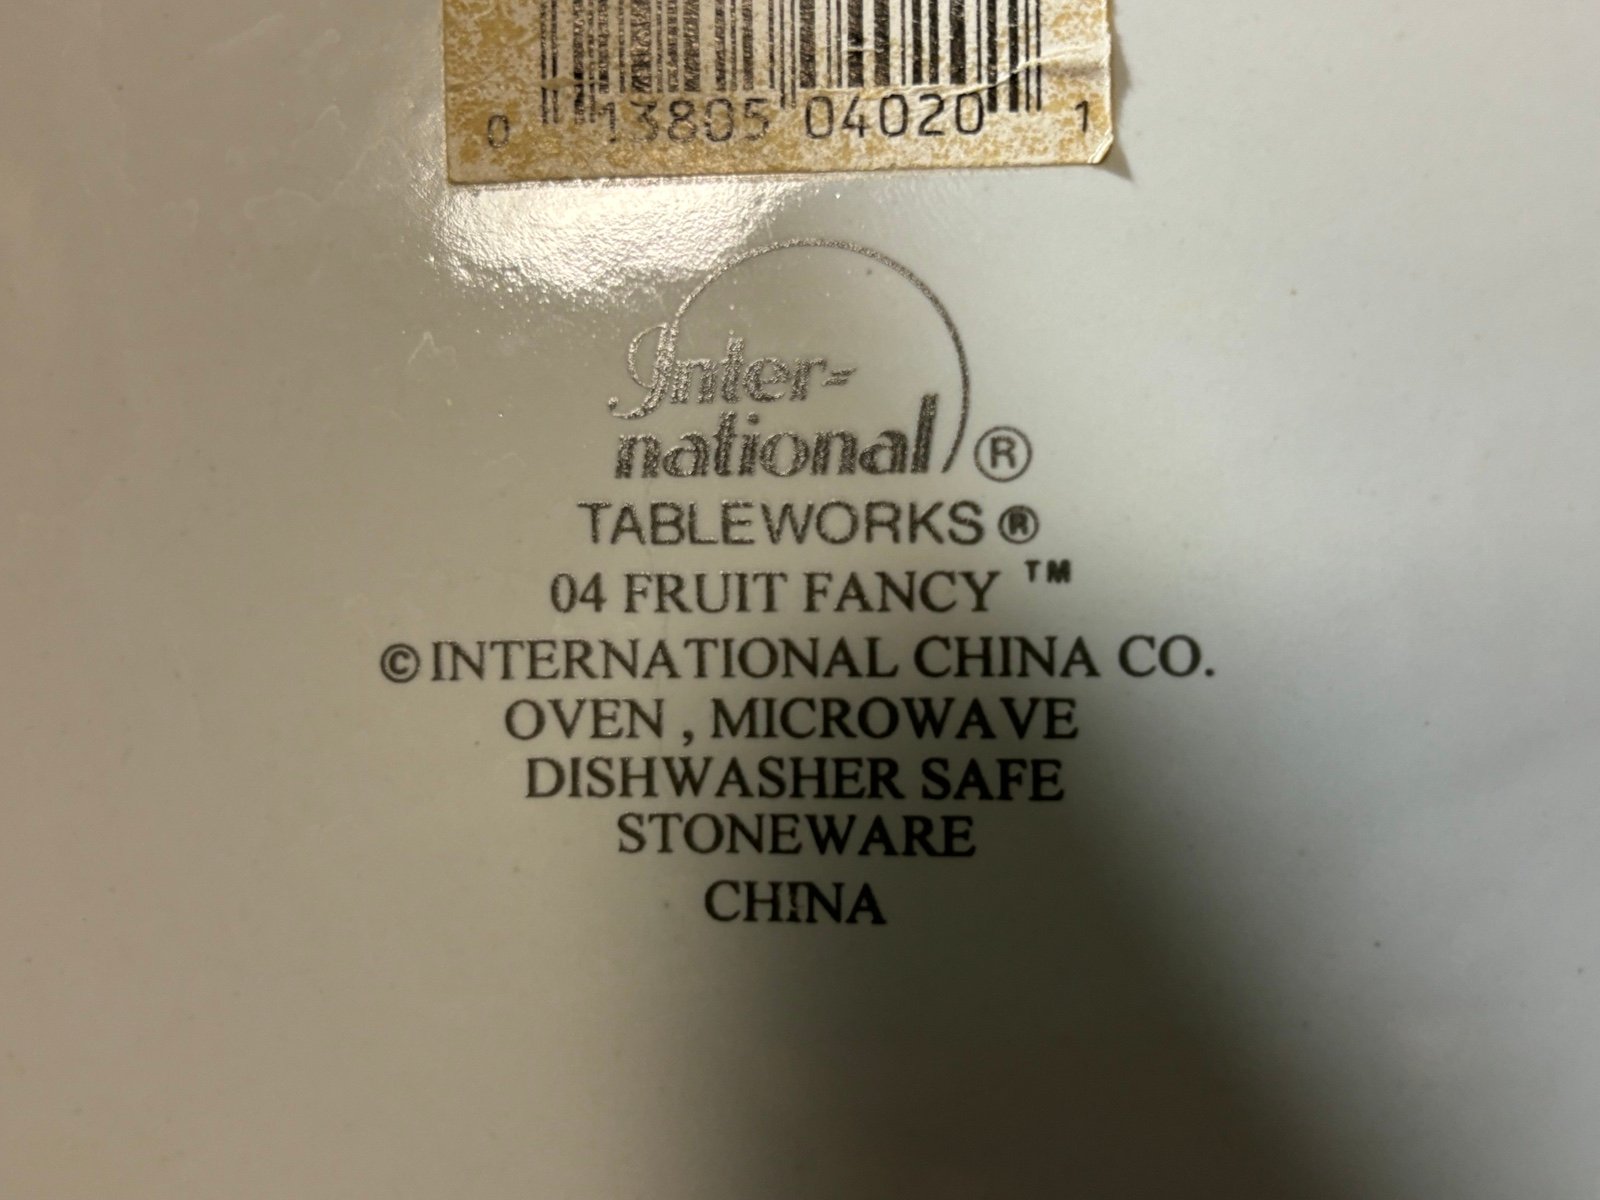 0 13805 04020 1
Inter-
national ®
TABLEWORKS ®
04 FRUIT FANCY ™
© INTERNATIONAL CHINA CO.
OVEN , MICROWAVE
DISHWASHER SAFE
STONEWARE
CHINA